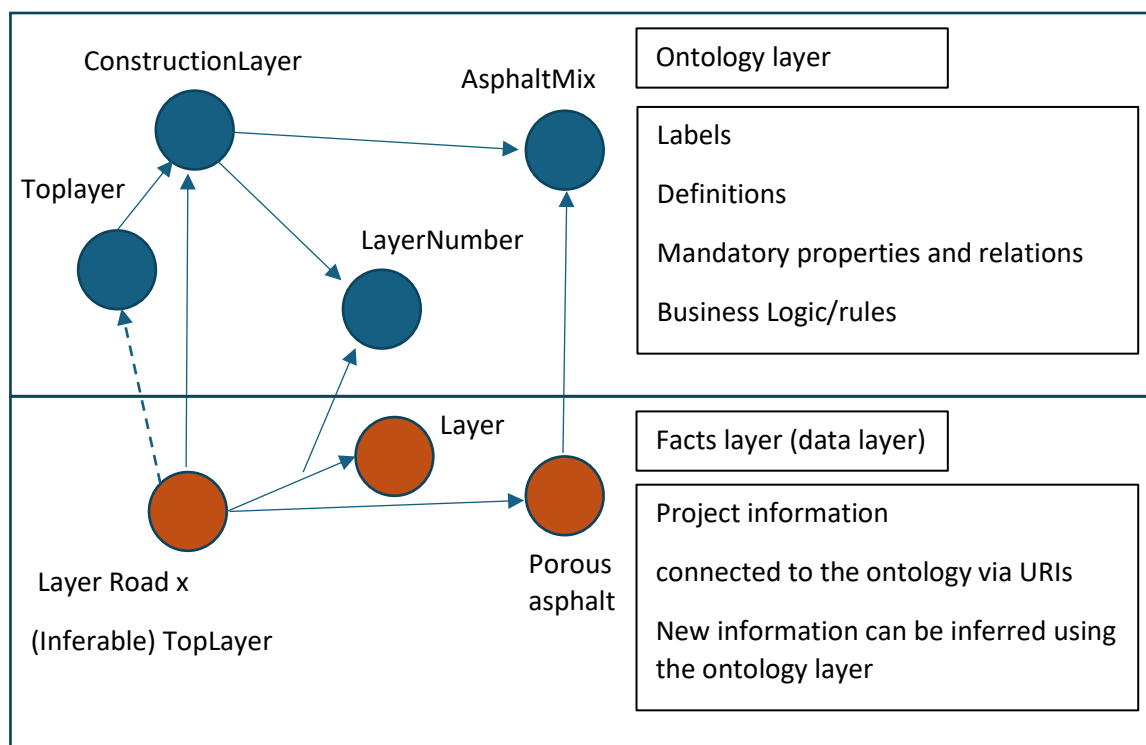 ConstructionLayer
AsphaltMix
Toplayer
LayerNumber
Ontology layer
Labels
Definitions
Mandatory properties and relations
Business Logic/rules
Layer
Layer Road x
(Inferable) TopLayer
Porous
asphalt
Facts layer (data layer)
Project information
connected to the ontology via URIs
New information can be inferred using
the ontology layer